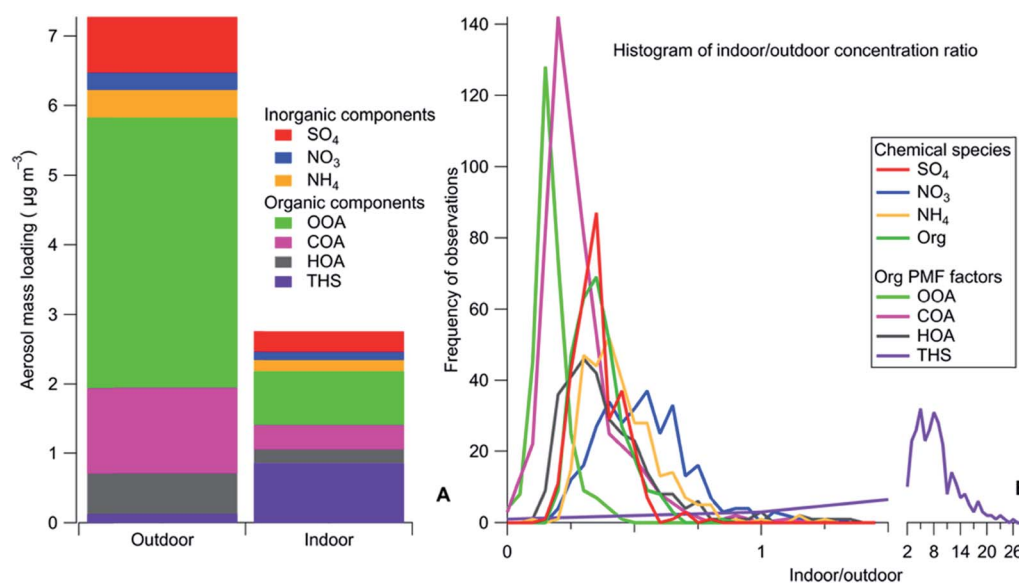 Aerosol mass loading ( µg m⁻³)
7
6
5
4
3
2
1
0
Outdoor
Indoor
Inorganic components
SO₄
NO₃
NH₄
Organic components
OOA
COA
HOA
THS
A
Histogram of indoor/outdoor concentration ratio
Frequency of observations
140
120
100
80
60
40
20
0
0
1
2
8
14
20
26
Indoor/outdoor
Chemical species
SO₄
NO₃
NH₄
Org
Org PMF factors
OOA
COA
HOA
THS